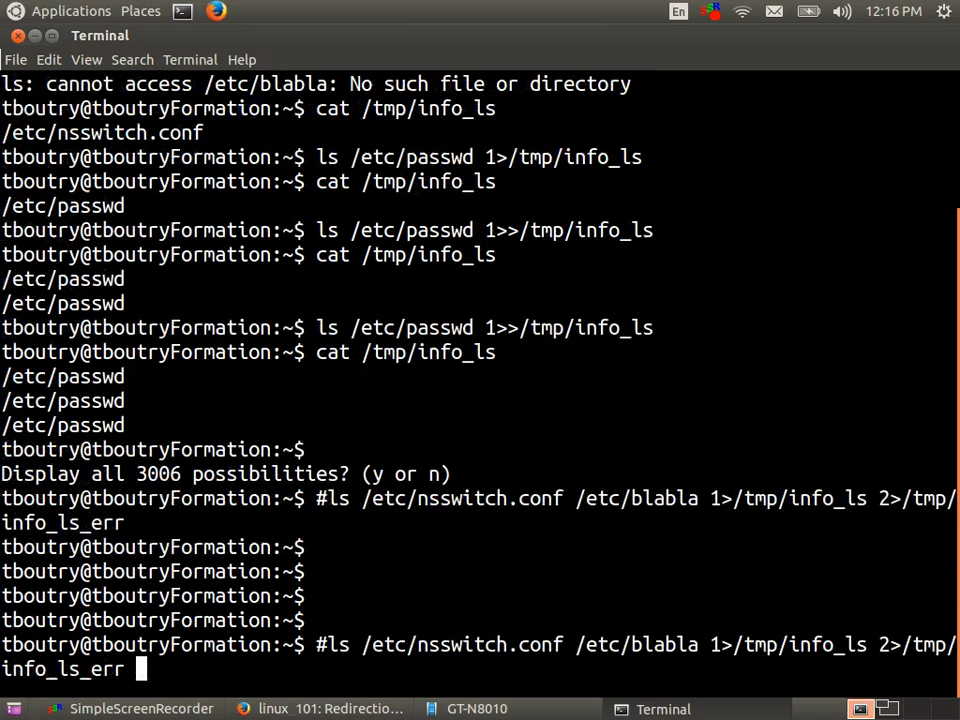 Applications Places En 12:16 PM
Terminal
File Edit View Search Terminal Help
ls: cannot access /etc/blabla: No such file or directory
tboutry@tboutryFormation:~$ cat /tmp/info_ls
/etc/nsswitch.conf
tboutry@tboutryFormation:~$ ls /etc/passwd 1>/tmp/info_ls
tboutry@tboutryFormation:~$ cat /tmp/info_ls
/etc/passwd
tboutry@tboutryFormation:~$ ls /etc/passwd 1>>/tmp/info_ls
tboutry@tboutryFormation:~$ cat /tmp/info_ls
/etc/passwd
/etc/passwd
tboutry@tboutryFormation:~$ ls /etc/passwd 1>>/tmp/info_ls
tboutry@tboutryFormation:~$ cat /tmp/info_ls
/etc/passwd
/etc/passwd
/etc/passwd
tboutry@tboutryFormation:~$
Display all 3006 possibilities? (y or n)
tboutry@tboutryFormation:~$ #ls /etc/nsswitch.conf /etc/blabla 1>/tmp/info_ls 2>/tmp/
info_ls_err
tboutry@tboutryFormation:~$
tboutry@tboutryFormation:~$
tboutry@tboutryFormation:~$
tboutry@tboutryFormation:~$
tboutry@tboutryFormation:~$ #ls /etc/nsswitch.conf /etc/blabla 1>/tmp/info_ls 2>/tmp/
info_ls_err
SimpleScreenRecorder linux_101: Redirectio... GT-N8010 Terminal